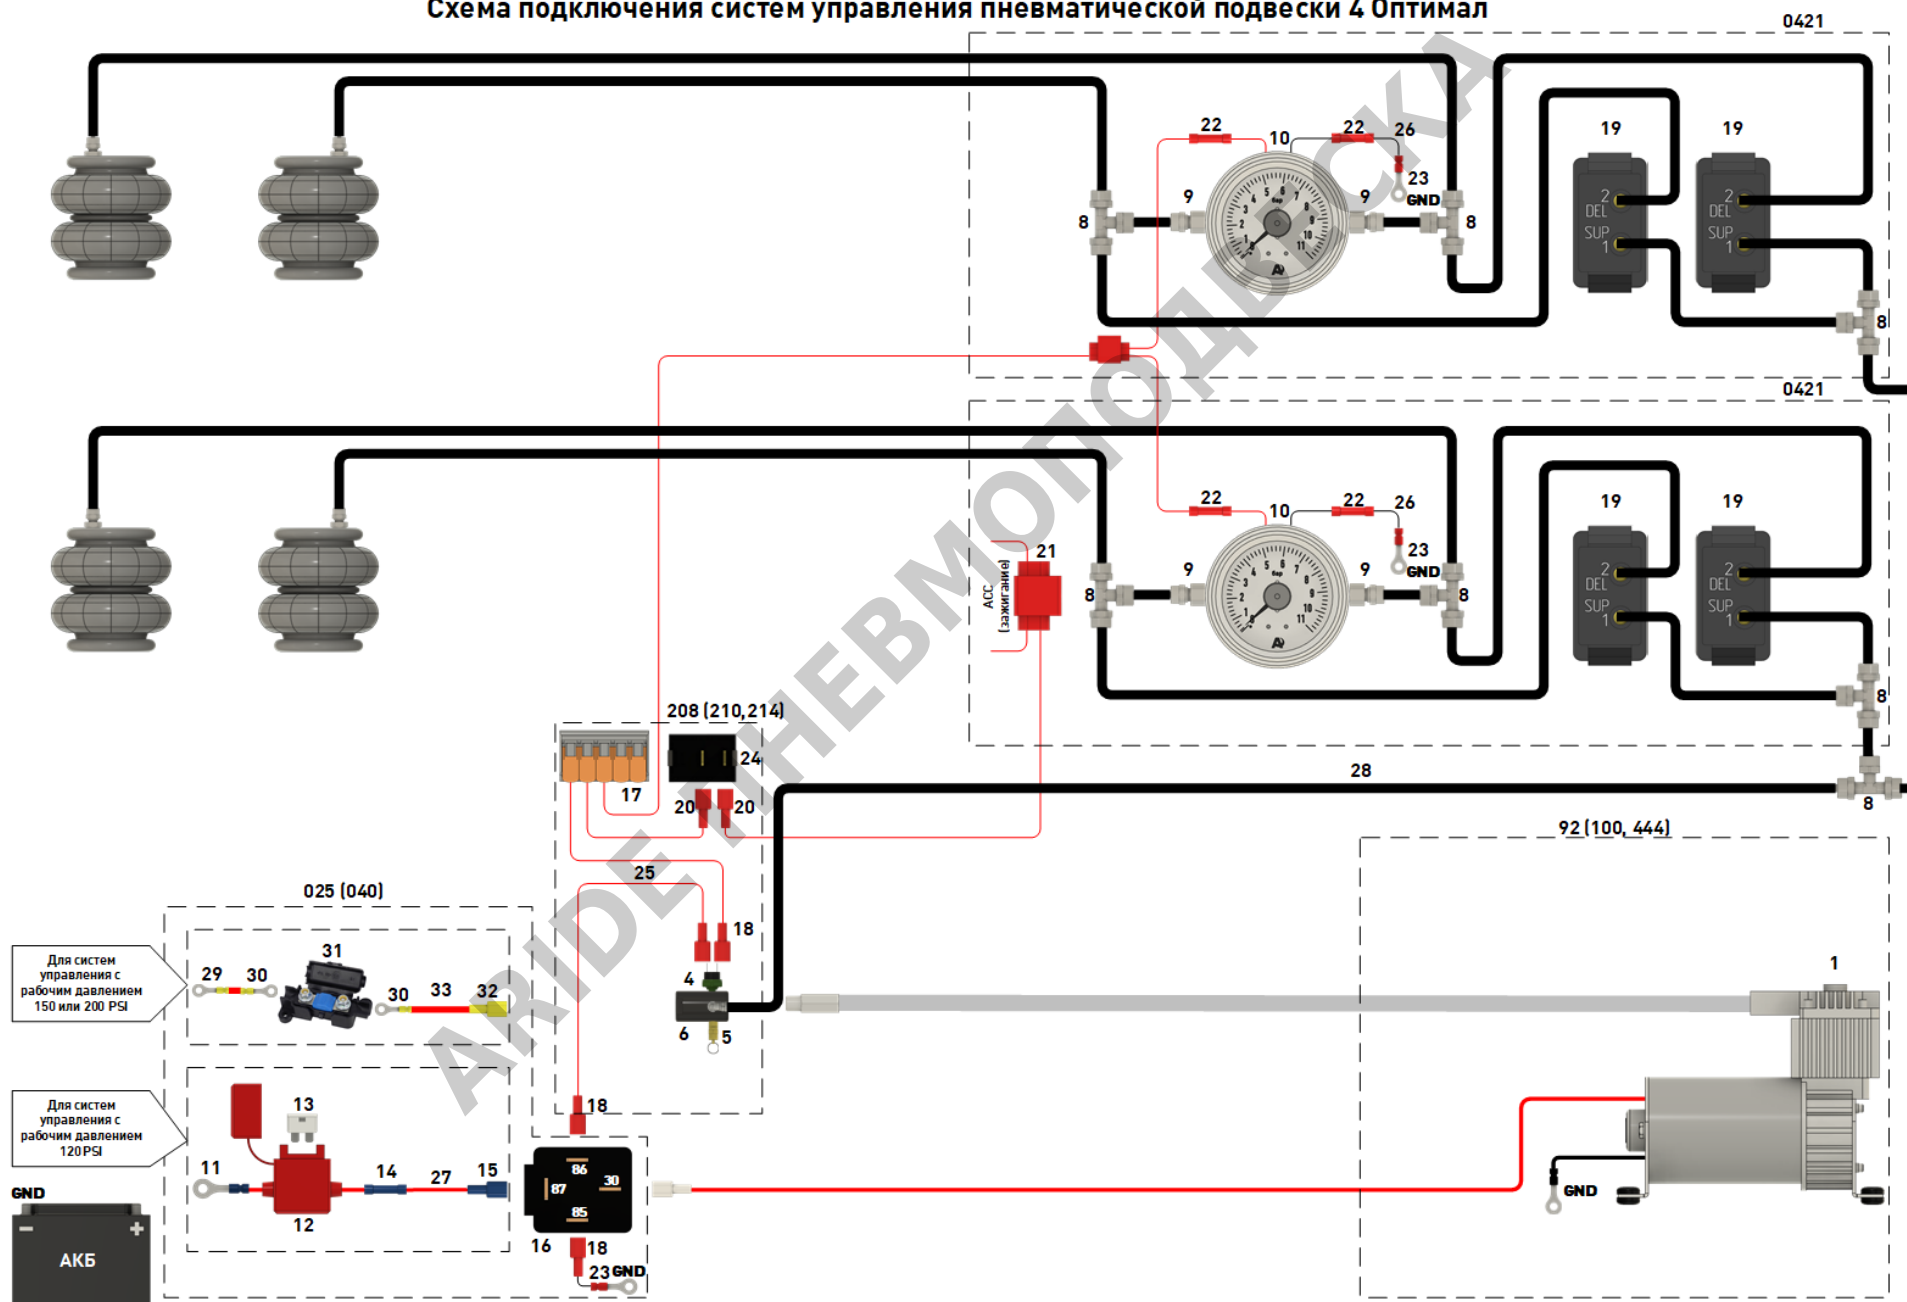 Схема подключения систем управления пневматической подвески 4 Оптимал
0421
22
10
22
26
19
19
9
9
23
GND
8
8
2
DEL
SUP
1
2
DEL
SUP
1
8
0421
22
10
22
26
19
19
21
ACC
(зажигание)
9
9
23
GND
8
8
2
DEL
SUP
1
2
DEL
SUP
1
8
208 (210,214)
24
17
20
20
28
8
92 (100, 444)
25
025 (040)
18
Для систем
управления с
рабочим давлением
150 или 200 PSI
29
30
31
30
33
32
4
6
5
1
Для систем
управления с
рабочим давлением
120 PSI
13
18
11
14
27
15
12
86
87
30
85
16
18
23
GND
GND
GND
АКБ
ARIDE ПНЕВМОПОДВЕСКА